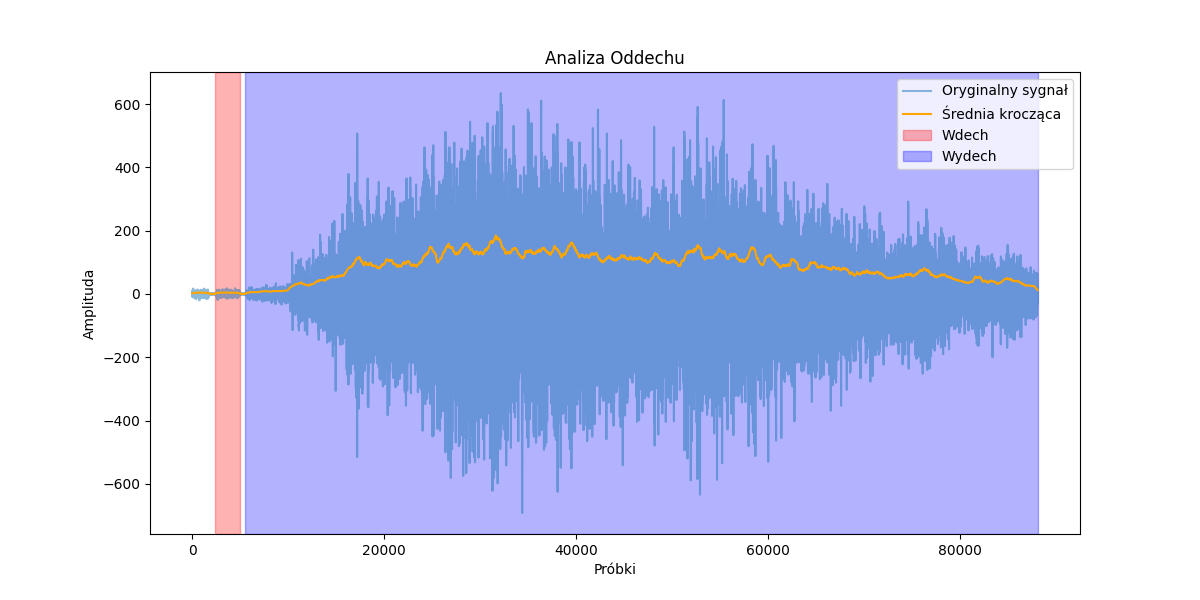 Analiza Oddechu
Oryginalny sygnał
Średnia krocząca
Wdech
Wydech
Amplituda
600
400
200
0
−200
−400
−600
0
20000
40000
60000
80000
Próbki